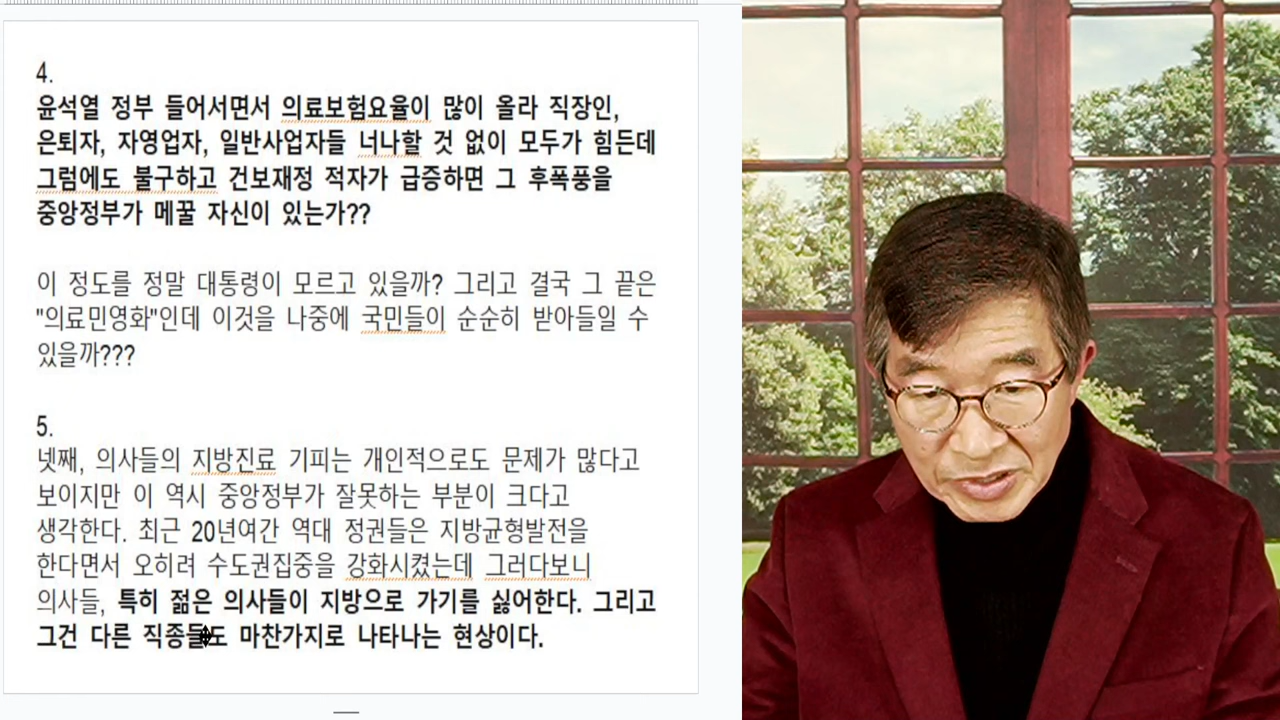 4.
윤석열 정부 들어서면서 의료보험요율이 많이 올라 직장인,
은퇴자, 자영업자, 일반사업자들 너나할 것 없이 모두가 힘든데
그럼에도 불구하고 건보재정 적자가 급증하면 그 후폭풍을
중앙정부가 메꿀 자신이 있는가??
이 정도를 정말 대통령이 모르고 있을까? 그리고 결국 그 끝은
"의료민영화"인데 이것을 나중에 국민들이 순순히 받아들일 수
있을까???
5.
넷째, 의사들의 지방진료 기피는 개인적으로도 문제가 많다고
보이지만 이 역시 중앙정부가 잘못하는 부분이 크다고
생각한다. 최근 20년여간 역대 정권들은 지방균형발전을
한다면서 오히려 수도권집중을 강화시켰는데 그러다보니
의사들, 특히 젊은 의사들이 지방으로 가기를 싫어한다. 그리고
그건 다른 직종들도 마찬가지로 나타나는 현상이다.